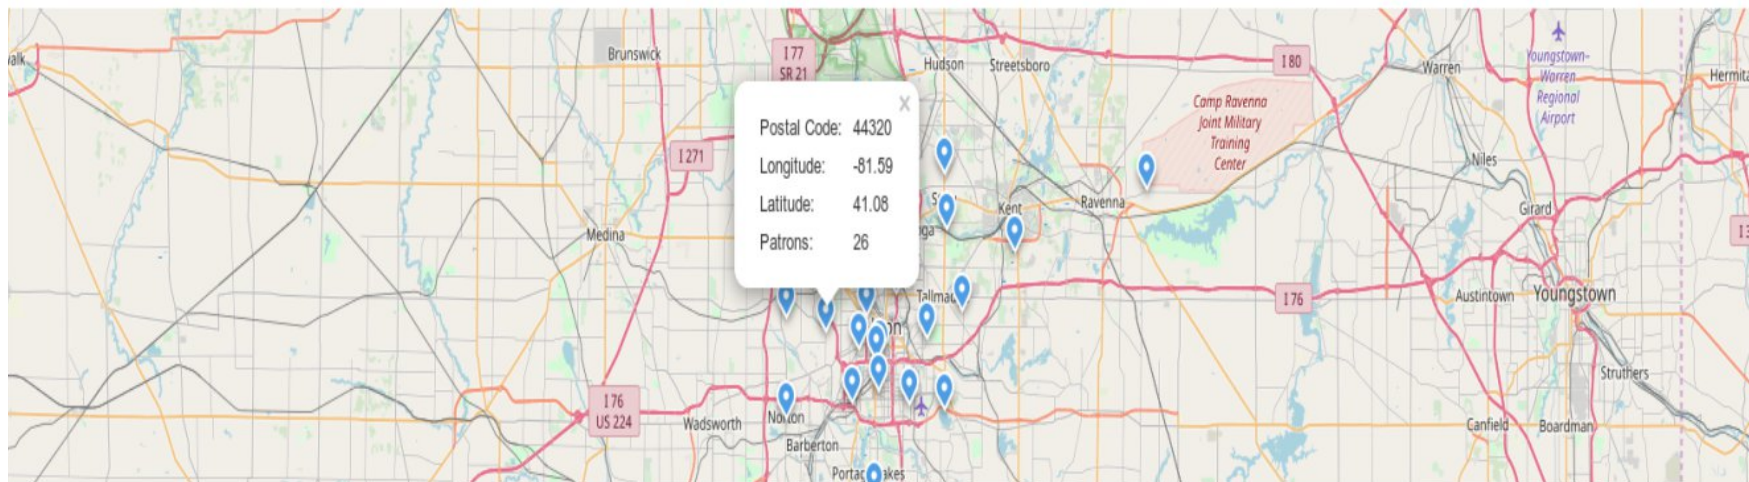 Brunswick
I 77
SR 21
Hudson
Streetsboro
I 80
Warren
Youngstown-
Warren
Regional
Airport
Camp Ravenna
Joint Military
Training
Center
I 271
×
Postal Code: 44320
Longitude: -81.59
Latitude: 41.08
Patrons: 26
Niles
Kent
Ravenna
Girard
Medina
I 76
Austintown
Youngstown
Struthers
I 76
US 224
Wadsworth
Norton
Barberton
Canfield
Boardman